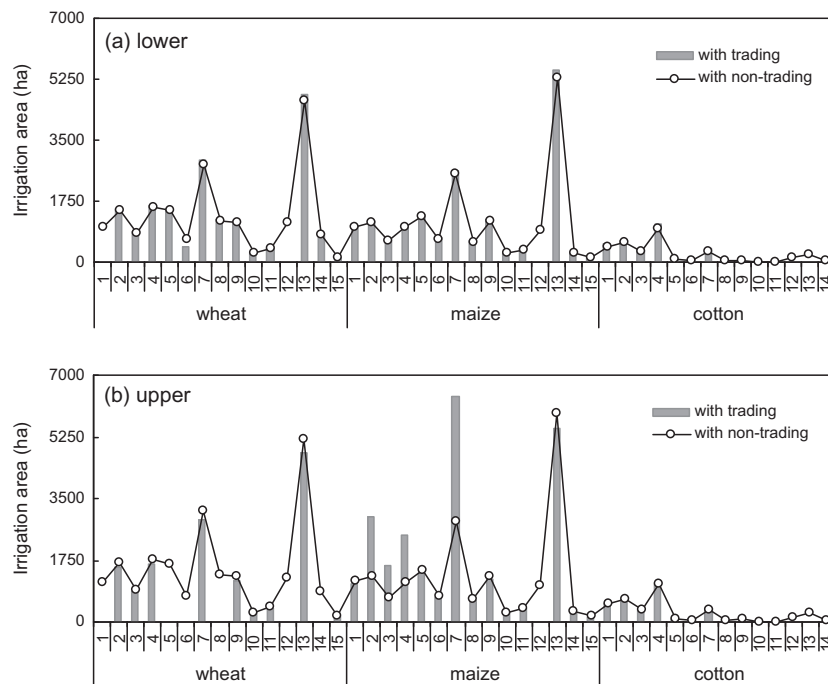 7000
(a) lower
with trading
with non-trading
5250
3500
1750
0
Irrigation area (ha)
1 2 3 4 5 6 7 8 9 10 11 12 13 14 15 1 2 3 4 5 6 7 8 9 10 11 12 13 14 15 1 2 3 4 5 6 7 8 9 10 11 12 13 14
wheat maize cotton
7000
(b) upper
with trading
with non-trading
5250
3500
1750
0
Irrigation area (ha)
1 2 3 4 5 6 7 8 9 10 11 12 13 14 15 1 2 3 4 5 6 7 8 9 10 11 12 13 14 15 1 2 3 4 5 6 7 8 9 10 11 12 13 14
wheat maize cotton